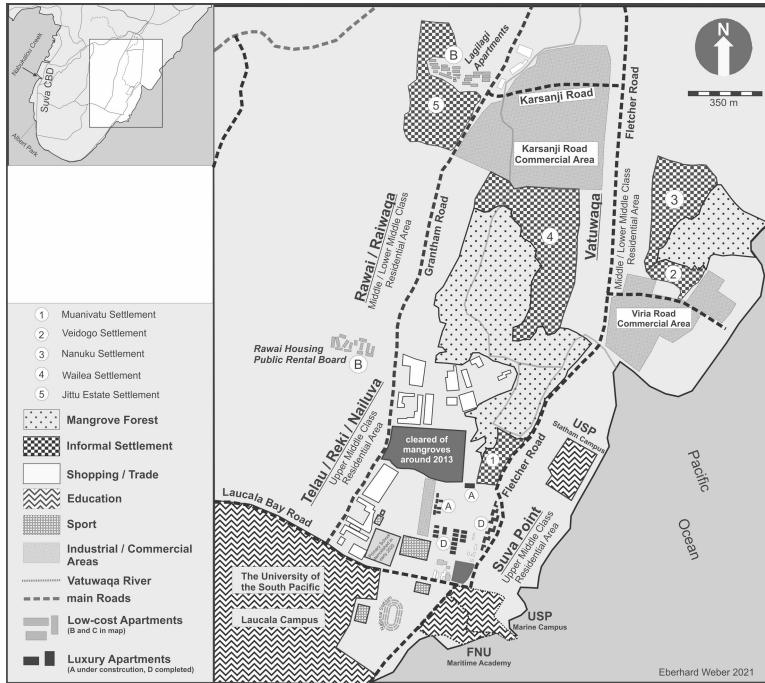 Nabukalou Creek
Suva CBD
Albert Park
N
350 m
B
Lagilagi
Apartments
5
Karsanji Road
Karsanji Road
Commercial Area
Fletcher Road
Rawai / Raiwaqa
Middle / Lower Middle Class
Residential Area
Grantham Road
4
Vatuwaqa
Middle / Lower Middle Class
Residential Area
3
2
Viria Road
Commercial Area
1 Muanivatu Settlement
2 Veidogo Settlement
3 Nanuku Settlement
4 Wailea Settlement
5 Jittu Estate Settlement
Mangrove Forest
Informal Settlement
Shopping / Trade
Education
Sport
Industrial / Commercial
Areas
Vatuwaqa River
main Roads
Low-cost Apartments
(B and C in map)
Luxury Apartments
(A under constrcution, D completed)
Rawai Housing
Public Rental Board
B
Telau / Reki / Nailuva
Upper Middle Class
Residential Area
cleared of
mangroves
around 2013
1
Fletcher Road
USP
Statham Campus
Pacific
Ocean
A
A
D
D
Suva Point
Upper Middle Class
Residential Area
Laucala Bay Road
The University of
the South Pacific
Laucala Campus
USP
Marine Campus
FNU
Maritime Academy
Eberhard Weber 2021